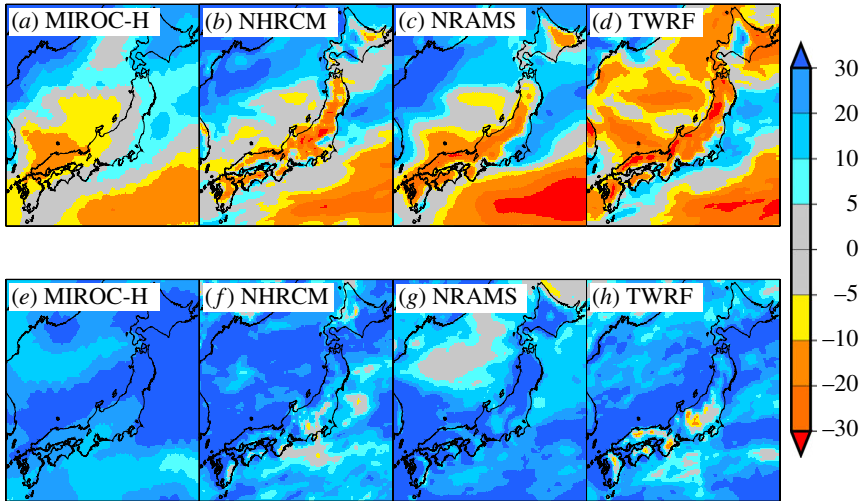 (a) MIROC-H
(b) NHRCM
(c) NRAMS
(d) TWRF
30
20
10
5
0
−5
−10
−20
−30
(e) MIROC-H
(f) NHRCM
(g) NRAMS
(h) TWRF